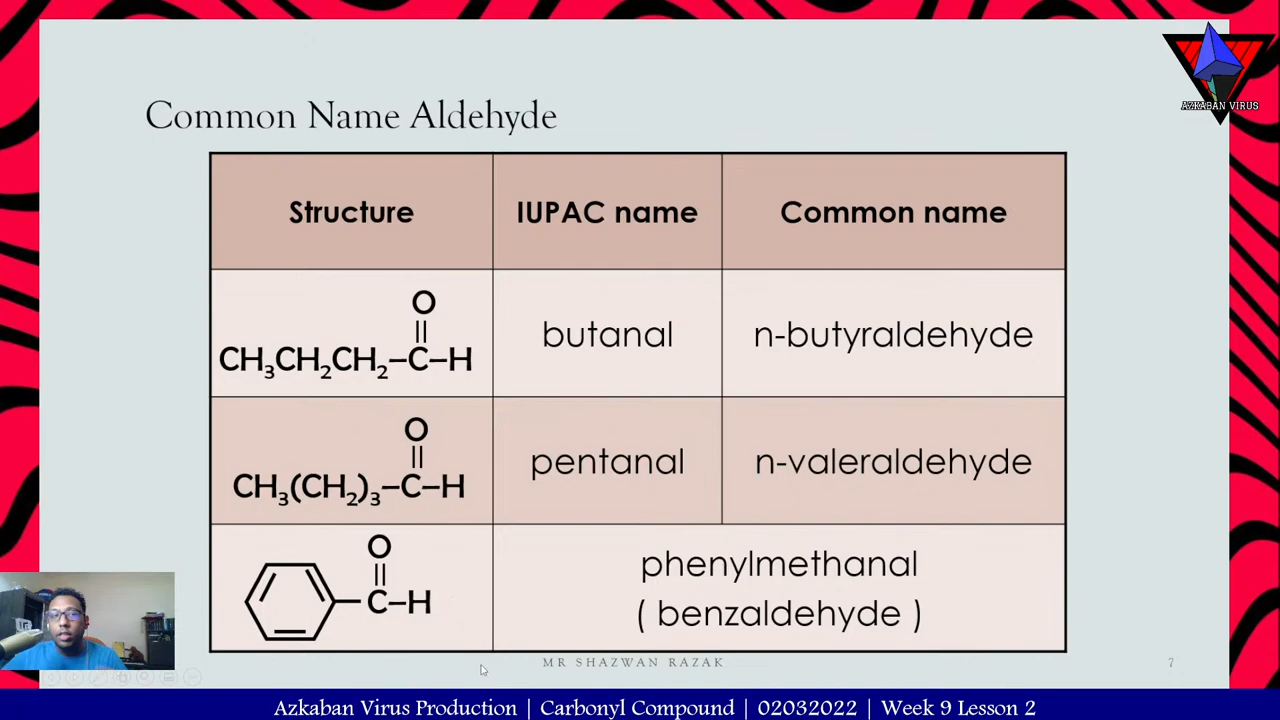 AZKABAN VIRUS
Common Name Aldehyde
Structure IUPAC name Common name
O
CH₃CH₂CH₂–C–H butanal n-butyraldehyde
O
CH₃(CH₂)₃–C–H pentanal n-valeraldehyde
O
C–H phenylmethanal
( benzaldehyde )
MR SHAZWAN RAZAK 7
Azkaban Virus Production | Carbonyl Compound | 02032022 | Week 9 Lesson 2